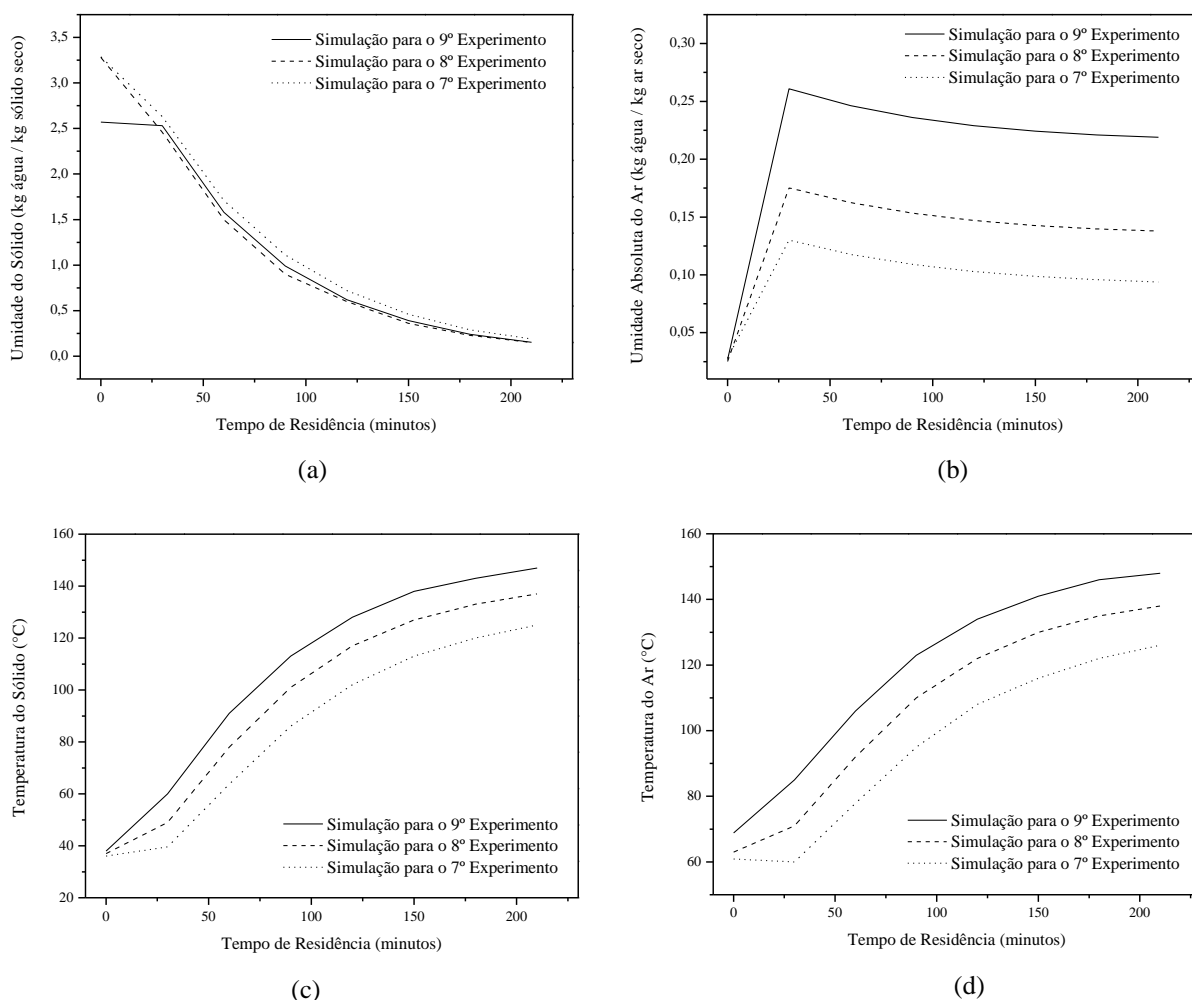 3,5
3,0
2,5
2,0
1,5
1,0
0,5
0,0
Umidade do Sólido (kg água / kg sólido seco)
Simulação para o 9º Experimento
Simulação para o 8º Experimento
Simulação para o 7º Experimento
0 50 100 150 200
Tempo de Residência (minutos)
(a)
0,30
0,25
0,20
0,15
0,10
0,05
Umidade Absoluta do Ar (kg água / kg ar seco)
Simulação para o 9º Experimento
Simulação para o 8º Experimento
Simulação para o 7º Experimento
0 50 100 150 200
Tempo de Residência (minutos)
(b)
160
140
120
100
80
60
40
20
Temperatura do Sólido (°C)
Simulação para o 9º Experimento
Simulação para o 8º Experimento
Simulação para o 7º Experimento
0 50 100 150 200
Tempo de Residência (minutos)
(c)
160
140
120
100
80
60
Temperatura do Ar (°C)
Simulação para o 9º Experimento
Simulação para o 8º Experimento
Simulação para o 7º Experimento
0 50 100 150 200
Tempo de Residência (minutos)
(d)